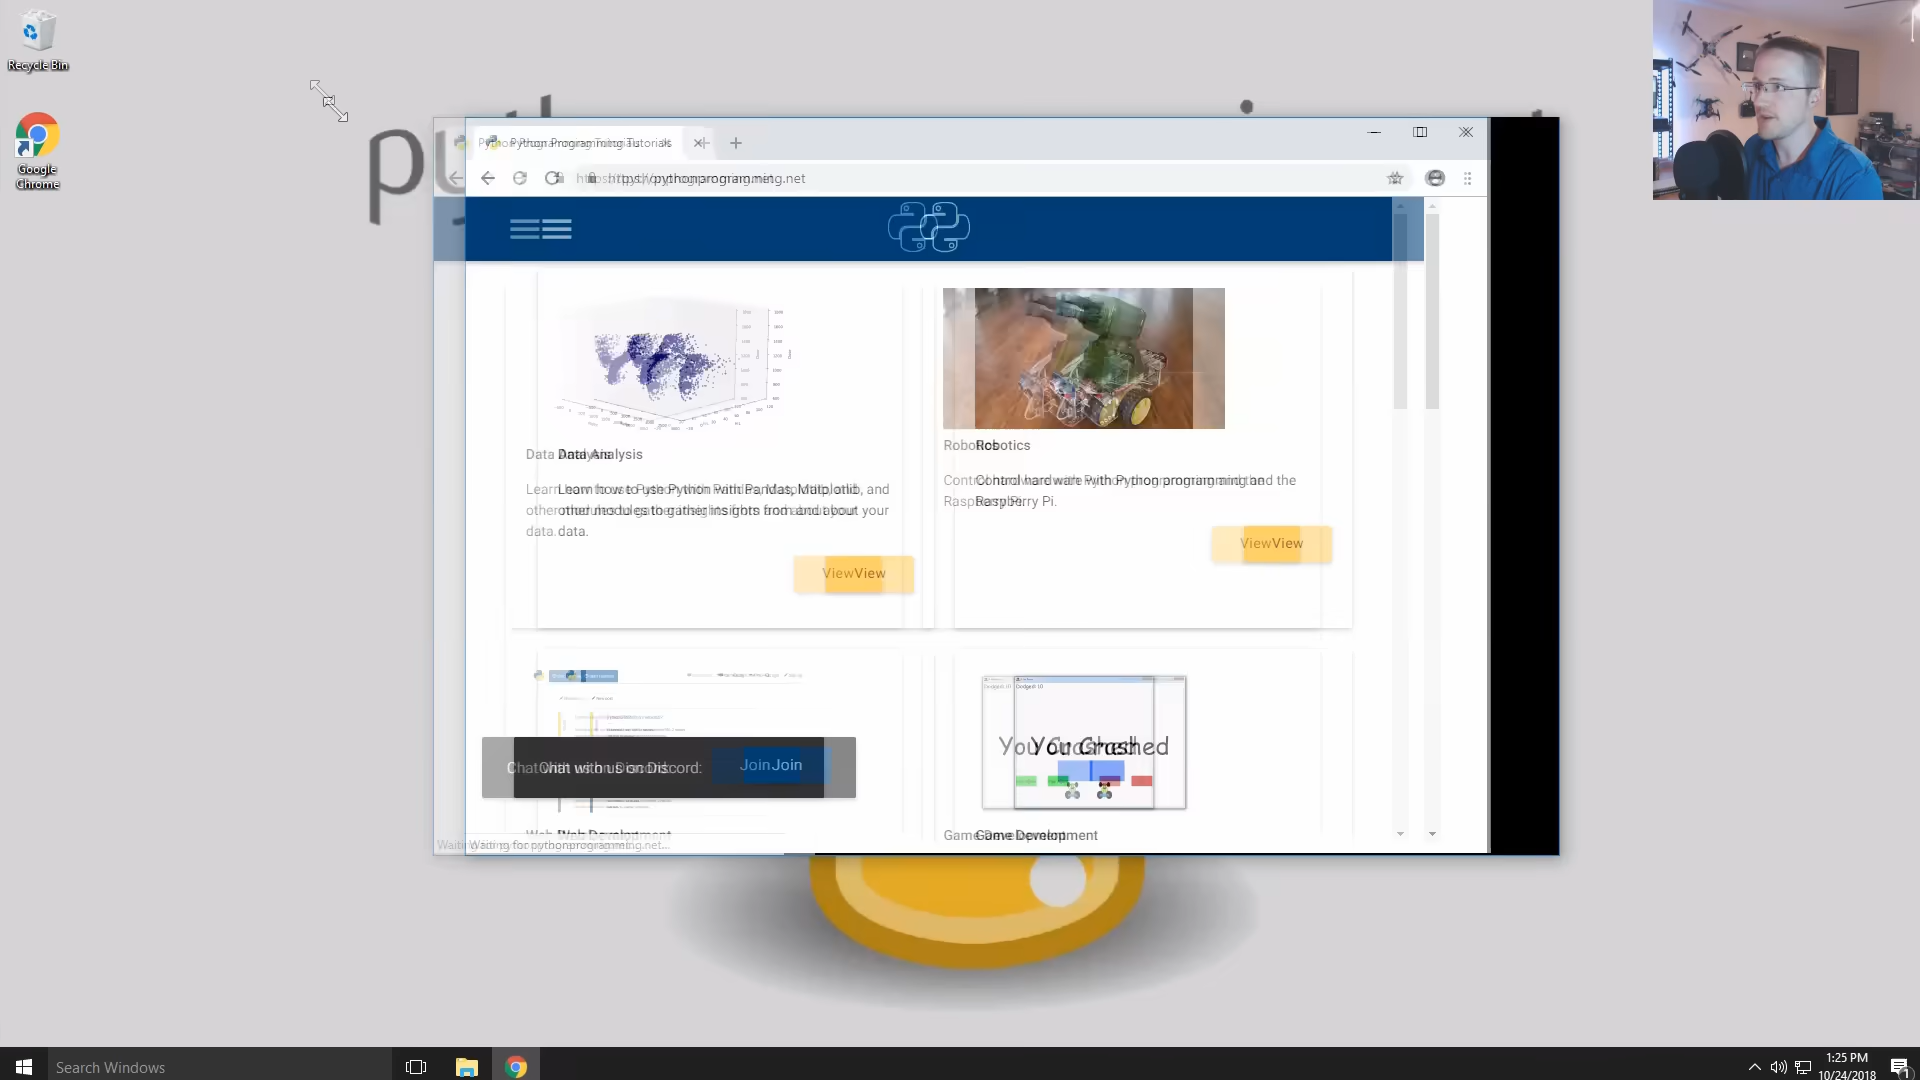 Recycle Bin
Google
Chrome
Python Programming Tutorials
https://pythonprogramming.net
Data Analysis
Learn how to use Python with Pandas, Matplotlib, and
other modules to gather insights from and about your
data.
View
Robotics
Control hardware with Python programming and the
Raspberry Pi.
View
You Crashed
Chat with us on Discord:
Join
Web Development
Game Development
Waiting for pythonprogramming.net...
Search Windows
1:25 PM
10/24/2018